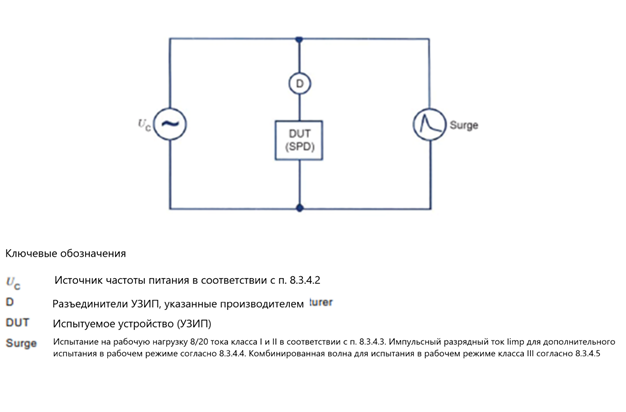 D
U_C
DUT
(SPD)
Surge
Ключевые обозначения
U_C Источник частоты питания в соответствии с п. 8.3.4.2
D Разъединители УЗИП, указанные производителем turer
DUT Испытуемое устройство (УЗИП)
Surge Испытание на рабочую нагрузку 8/20 тока класса I и II в соответствии с п. 8.3.4.3. Импульсный разрядный ток Iimp для дополнительного
испытания в рабочем режиме согласно 8.3.4.4. Комбинированная волна для испытания в рабочем режиме класса III согласно 8.3.4.5